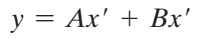 y = Ax′ + Bx′